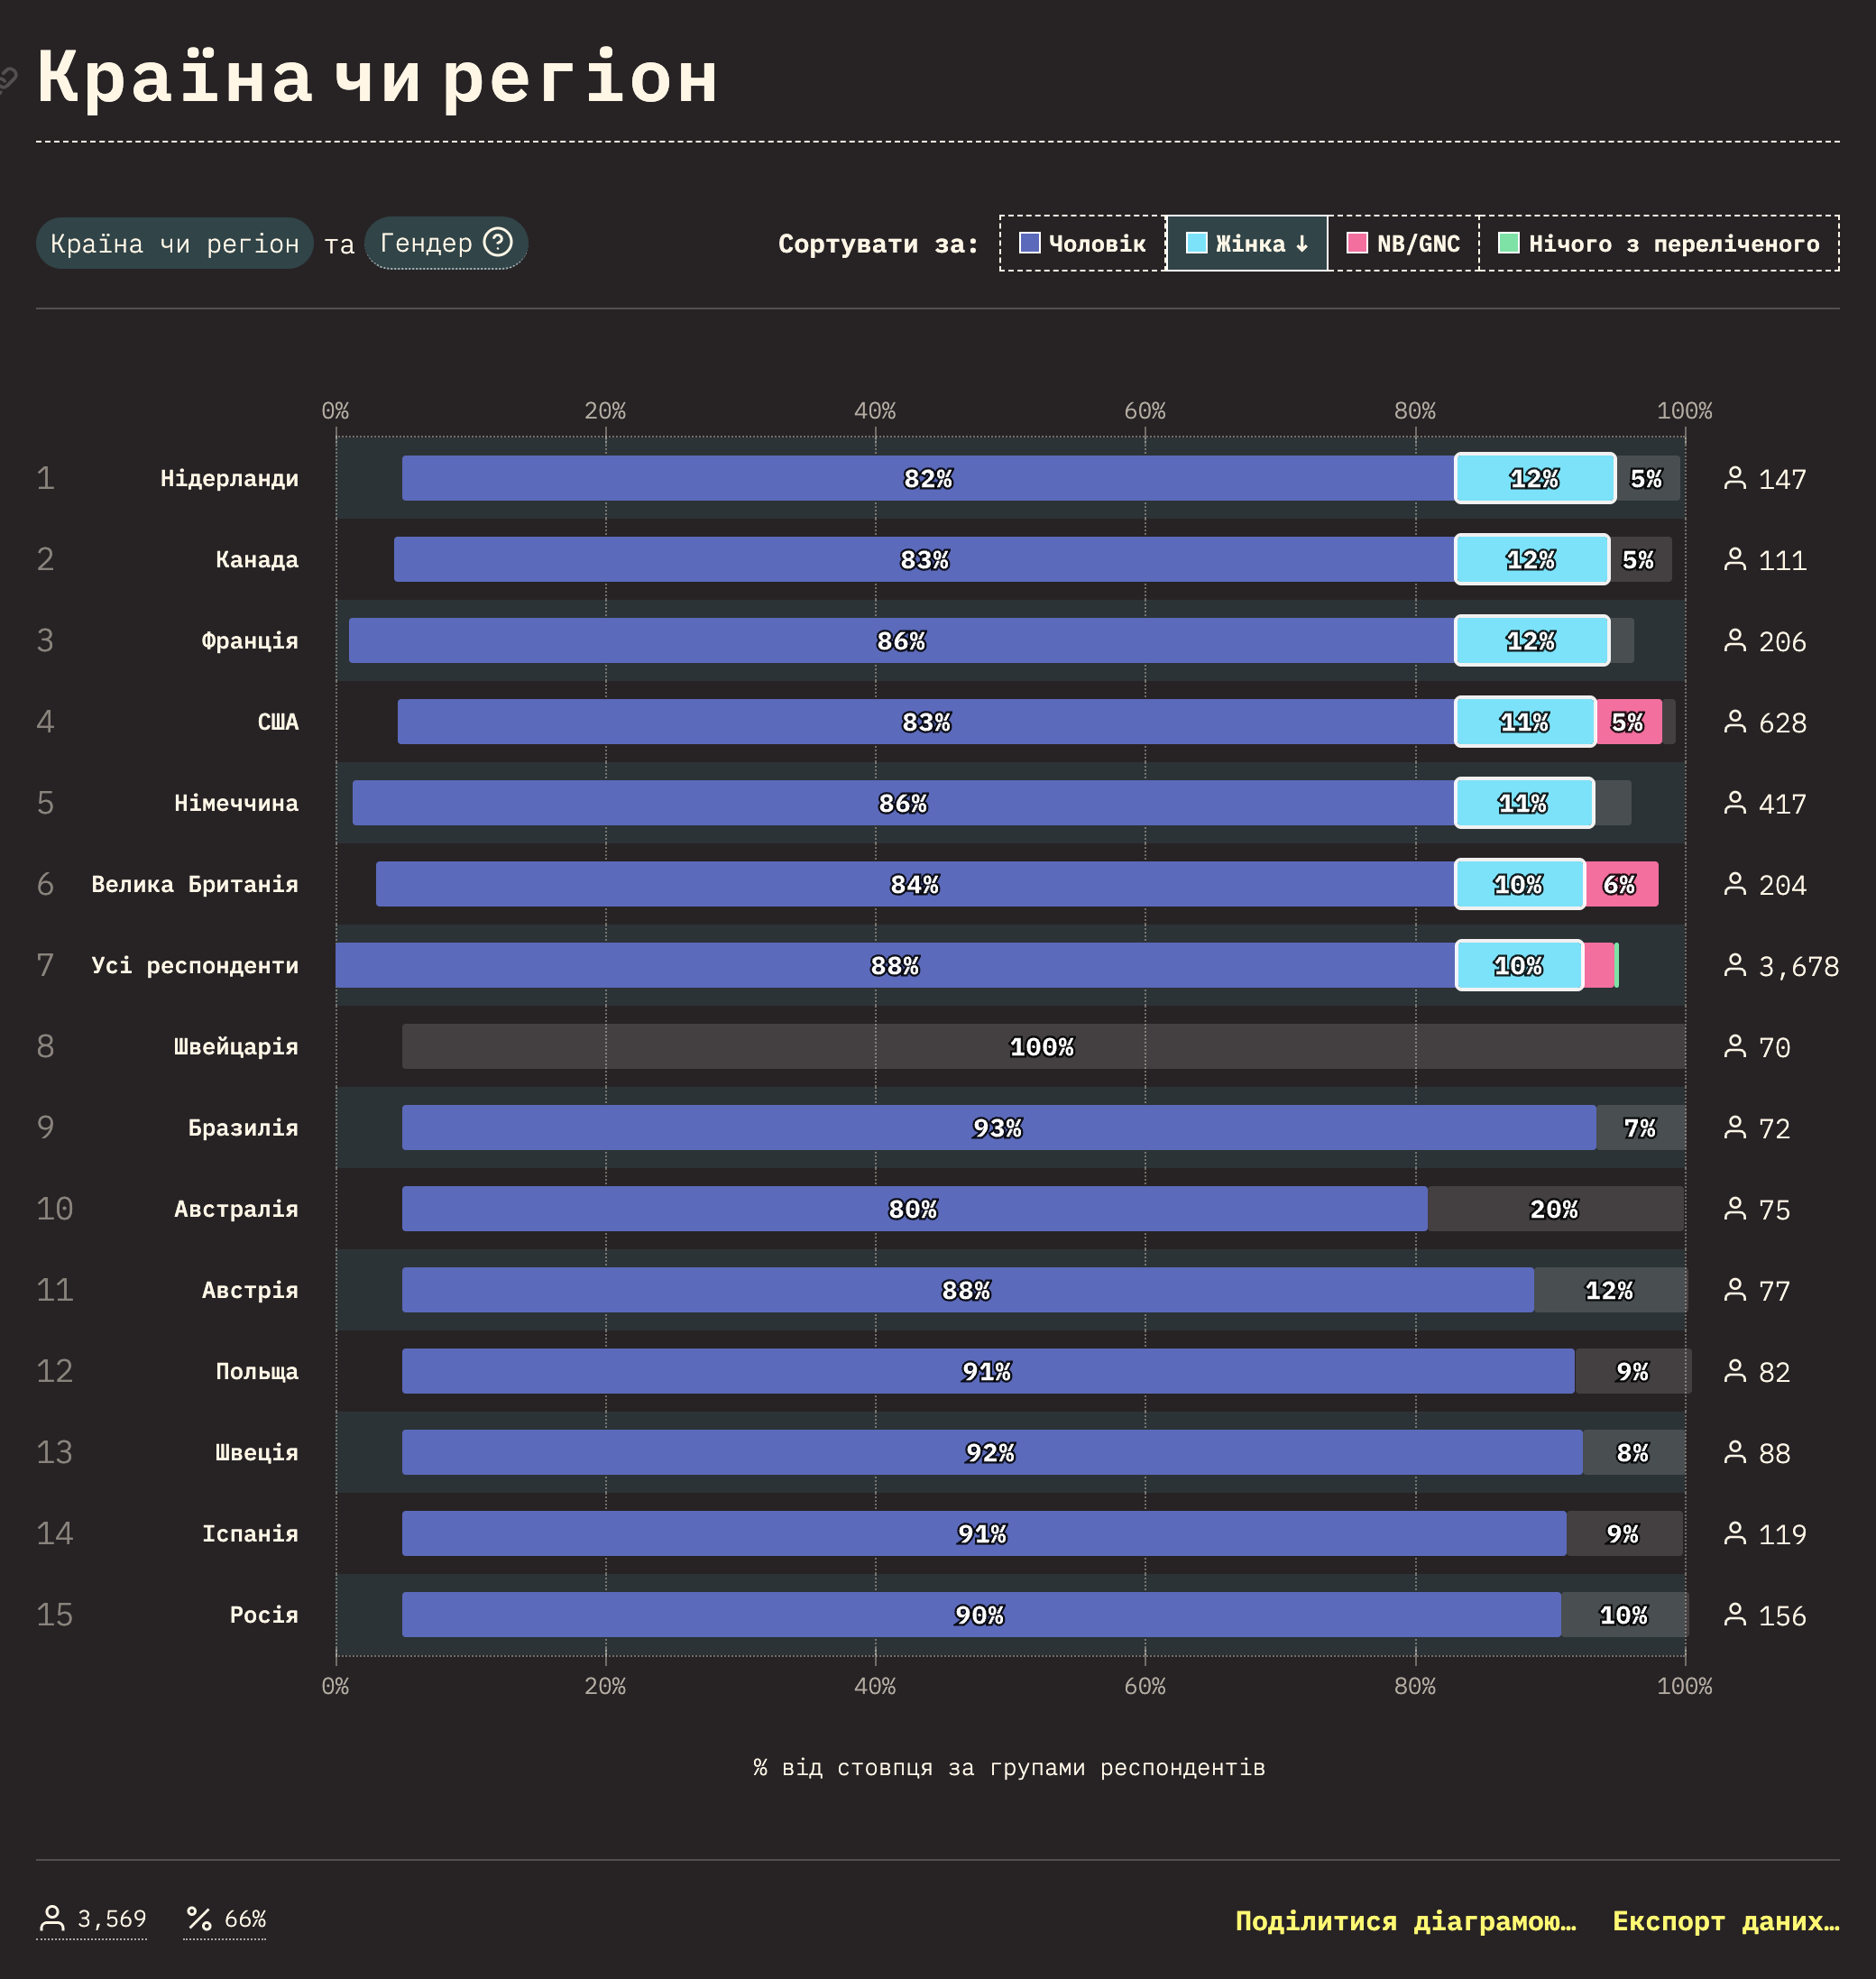 Країна чи регіон
Країна чи регіон та Гендер
Сортувати за: Чоловік Жінка ↓ NB/GNC Нічого з переліченого
0% 20% 40% 60% 80% 100%
1 Нідерланди 82% 12% 5% 147
2 Канада 83% 12% 5% 111
3 Франція 86% 12% 206
4 США 83% 11% 5% 628
5 Німеччина 86% 11% 417
6 Велика Британія 84% 10% 6% 204
7 Усі респонденти 88% 10% 3,678
8 Швейцарія 100% 70
9 Бразилія 93% 7% 72
10 Австралія 80% 20% 75
11 Австрія 88% 12% 77
12 Польща 91% 9% 82
13 Швеція 92% 8% 88
14 Іспанія 91% 9% 119
15 Росія 90% 10% 156
0% 20% 40% 60% 80% 100%
% від стовпця за групами респондентів
3,569 % 66% Поділитися діаграмою… Експорт даних…